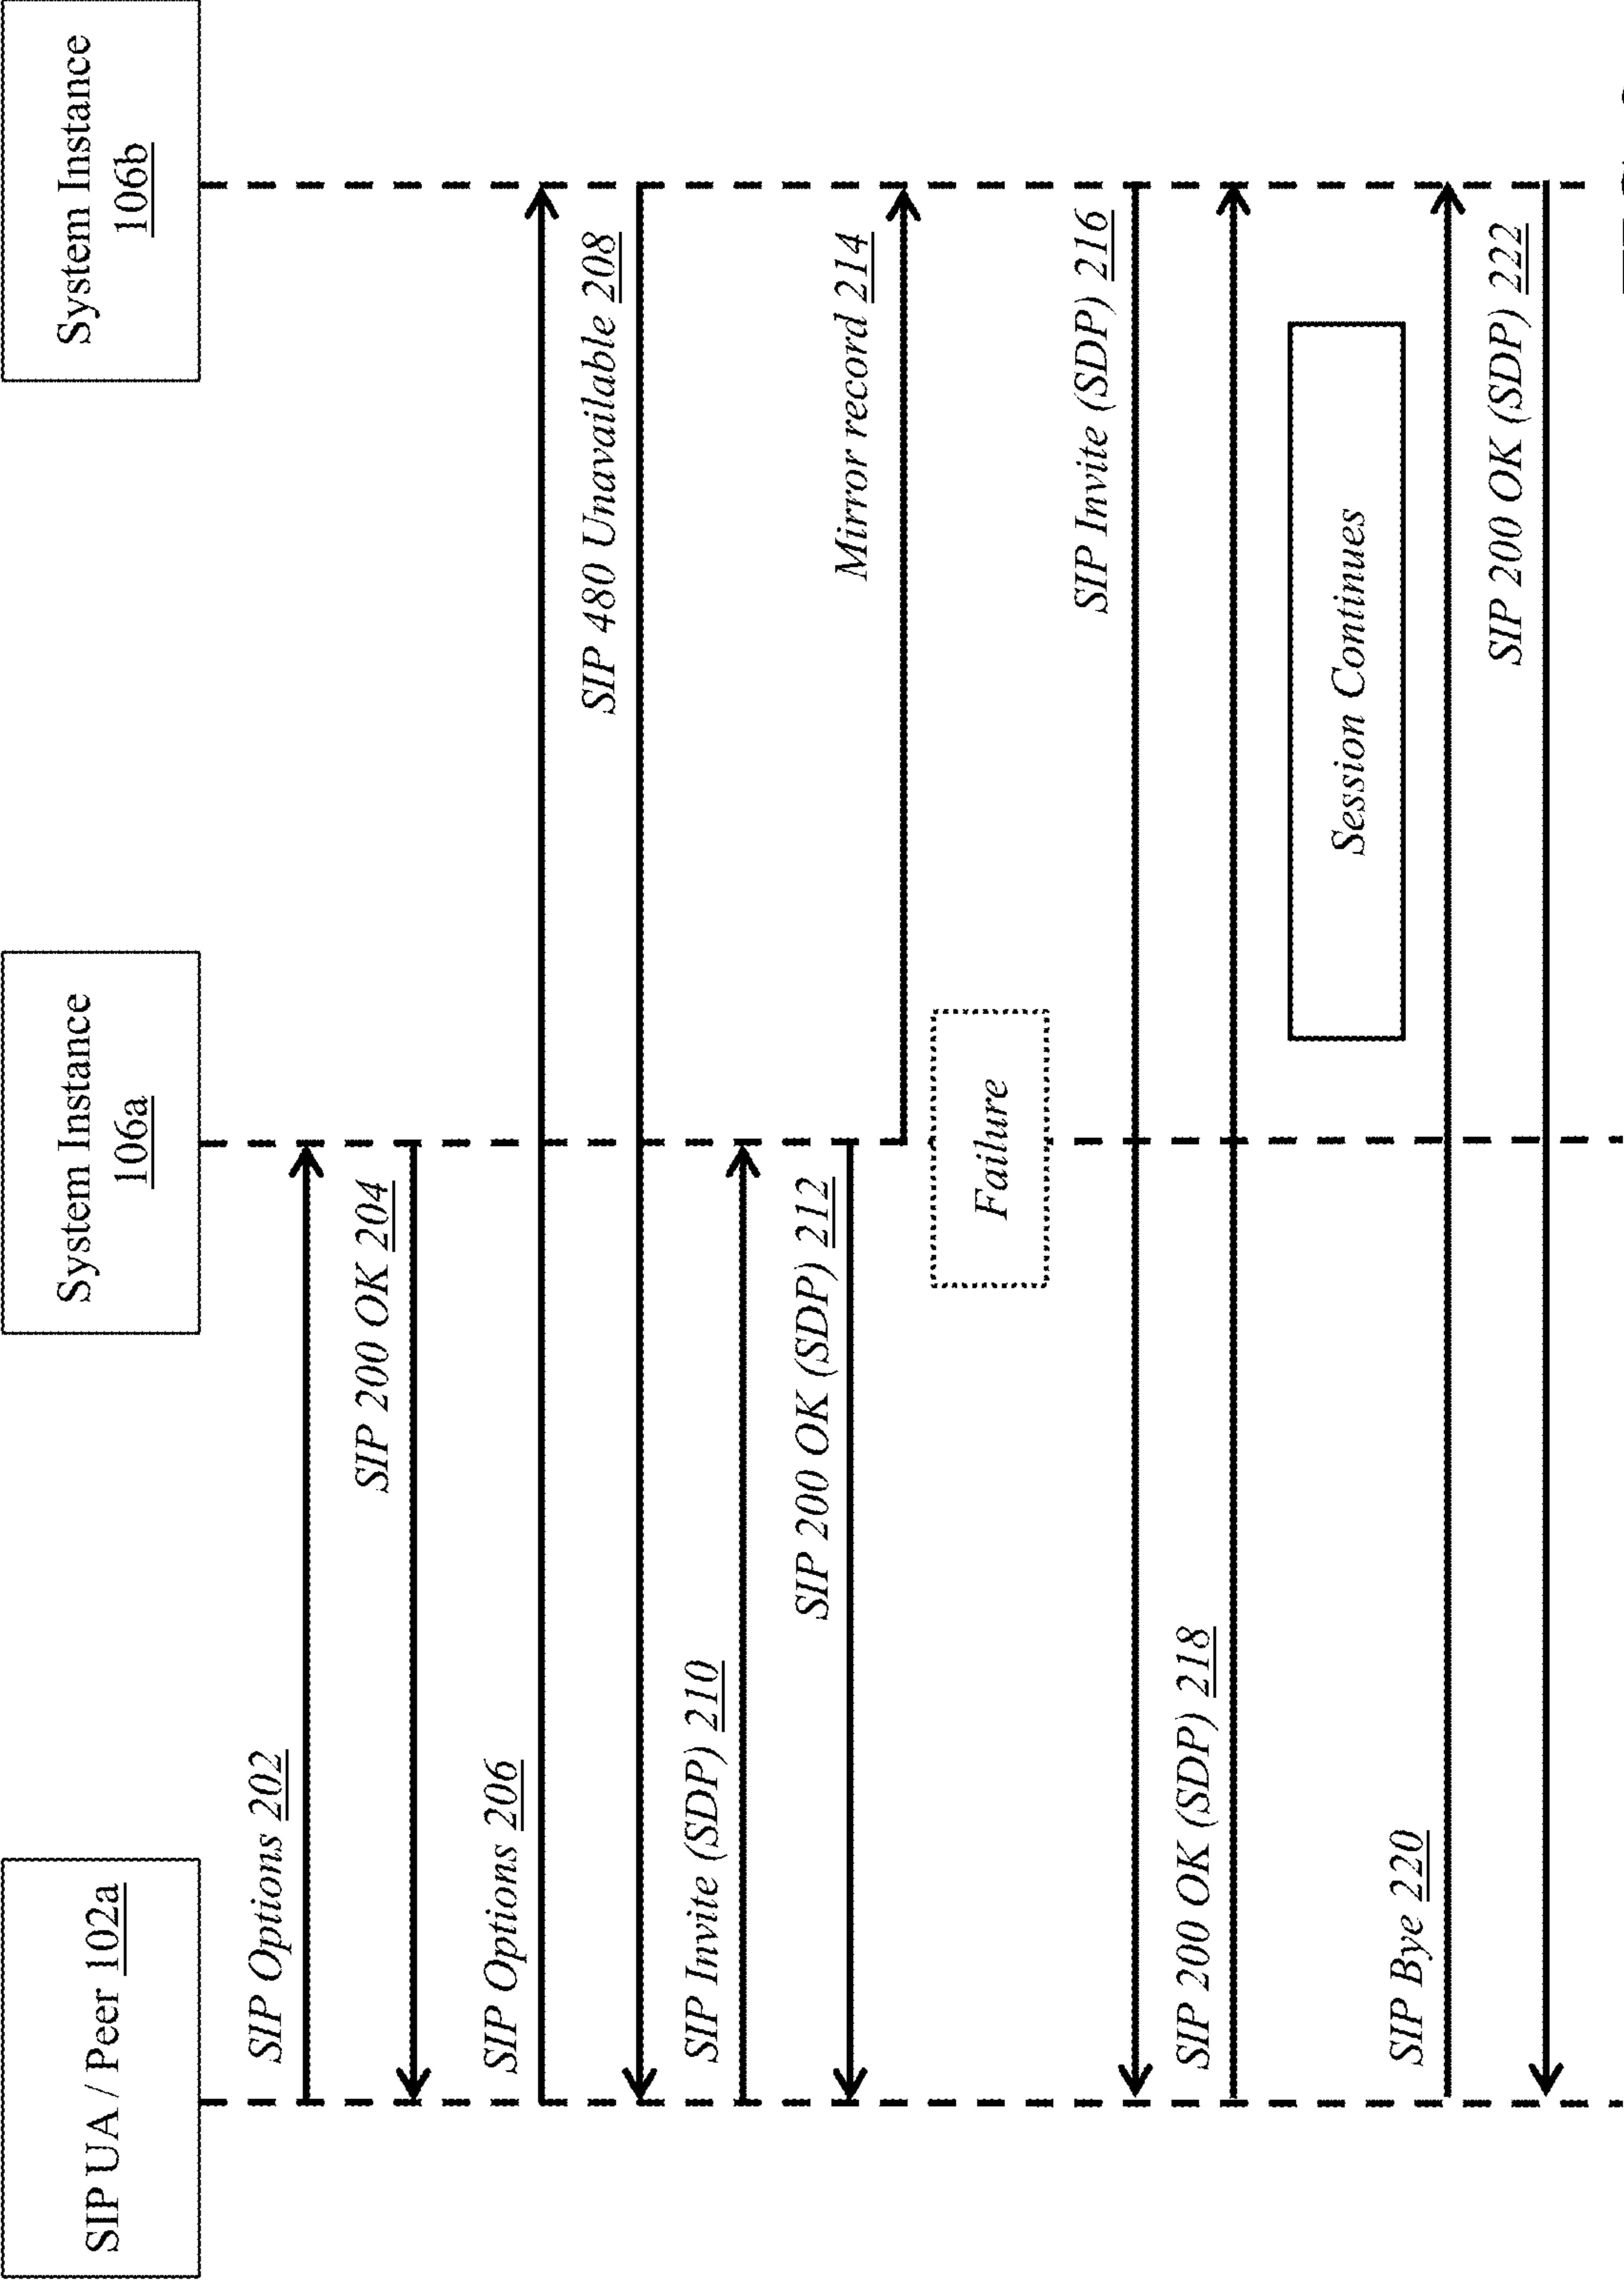 SIP UA / Peer 102a
System Instance
106a
System Instance
106b
SIP Options 202
SIP 200 OK 204
SIP Options 206
SIP 480 Unavailable 208
SIP Invite (SDP) 210
SIP 200 OK (SDP) 212
Mirror record 214
Failure
SIP Invite (SDP) 216
SIP 200 OK (SDP) 218
Session Continues
SIP Bye 220
SIP 200 OK (SDP) 222